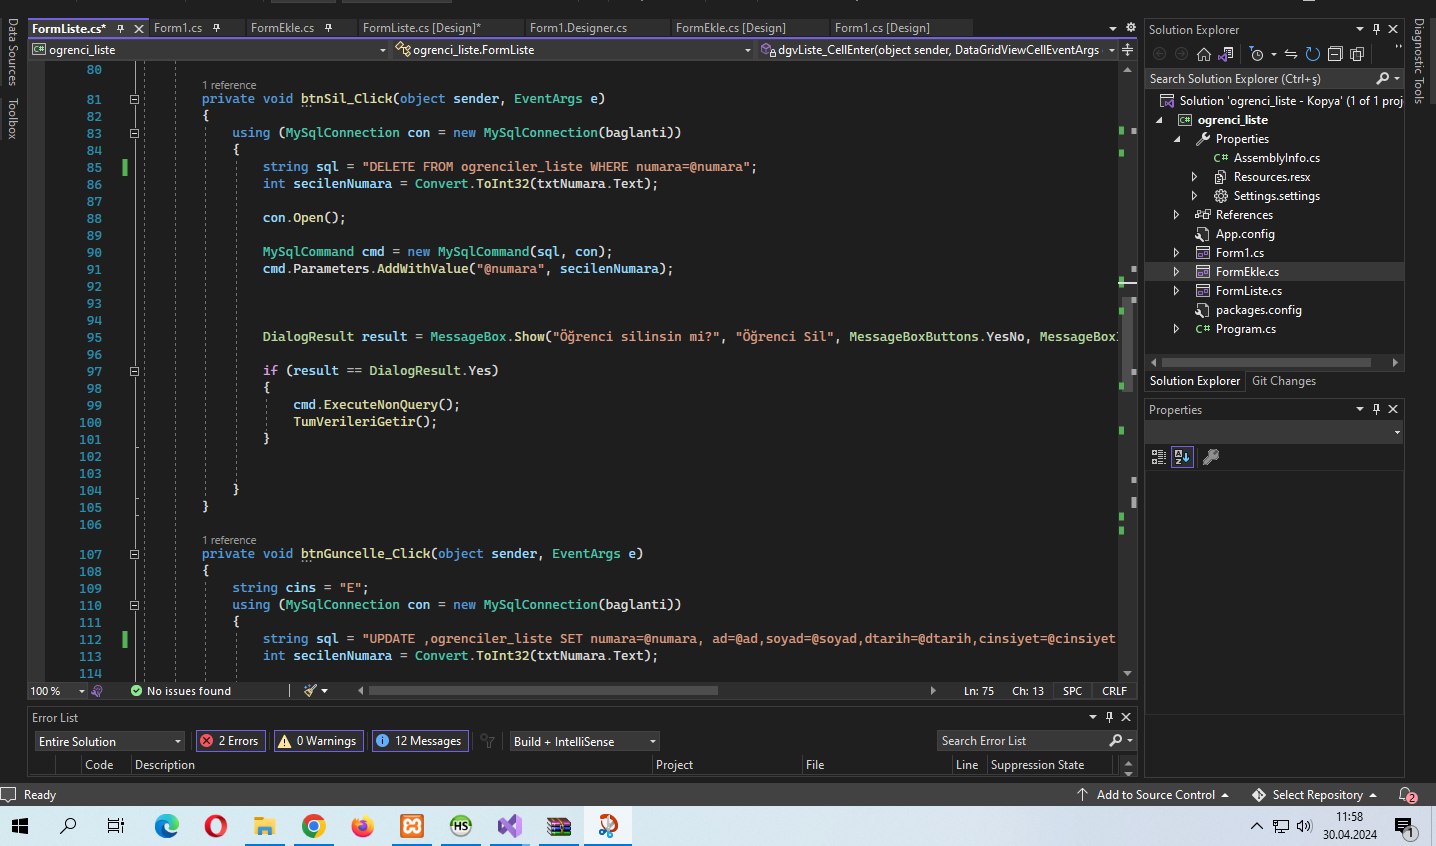 FormListe.cs* Form1.cs FormEkle.cs FormListe.cs [Design]* Form1.Designer.cs FormEkle.cs [Design] Form1.cs [Design]
Data Sources
Toolbox
ogrenci_liste ogrenci_liste.FormListe dgvListe_CellEnter(object sender, DataGridViewCellEventArgs
80
1 reference
81 private void btnSil_Click(object sender, EventArgs e)
82 {
83 using (MySqlConnection con = new MySqlConnection(baglanti))
84 {
85 string sql = "DELETE FROM ogrenciler_liste WHERE numara=@numara";
86 int secilenNumara = Convert.ToInt32(txtNumara.Text);
87
88 con.Open();
89
90 MySqlCommand cmd = new MySqlCommand(sql, con);
91 cmd.Parameters.AddWithValue("@numara", secilenNumara);
92
93
94
95 DialogResult result = MessageBox.Show("Öğrenci silinsin mi?", "Öğrenci Sil", MessageBoxButtons.YesNo, MessageBoxI
96
97 if (result == DialogResult.Yes)
98 {
99 cmd.ExecuteNonQuery();
100 TumVerileriGetir();
101 }
102
103
104 }
105 }
106
1 reference
107 private void btnGuncelle_Click(object sender, EventArgs e)
108 {
109 string cins = "E";
110 using (MySqlConnection con = new MySqlConnection(baglanti))
111 {
112 string sql = "UPDATE ,ogrenciler_liste SET numara=@numara, ad=@ad,soyad=@soyad,dtarih=@dtarih,cinsiyet=@cinsiyet
113 int secilenNumara = Convert.ToInt32(txtNumara.Text);
114
100 % No issues found Ln: 75 Ch: 13 SPC CRLF
Error List
Entire Solution 2 Errors 0 Warnings 12 Messages Build + IntelliSense Search Error List
Code Description Project File Line Suppression State
Solution Explorer
Search Solution Explorer (Ctrl+ş)
Solution 'ogrenci_liste - Kopya' (1 of 1 proj
C# ogrenci_liste
Properties
C# AssemblyInfo.cs
Resources.resx
Settings.settings
References
App.config
Form1.cs
FormEkle.cs
FormListe.cs
packages.config
C# Program.cs
Solution Explorer Git Changes
Properties
Diagnostic Tools
Ready Add to Source Control Select Repository 2
HS
11:58
30.04.2024
1